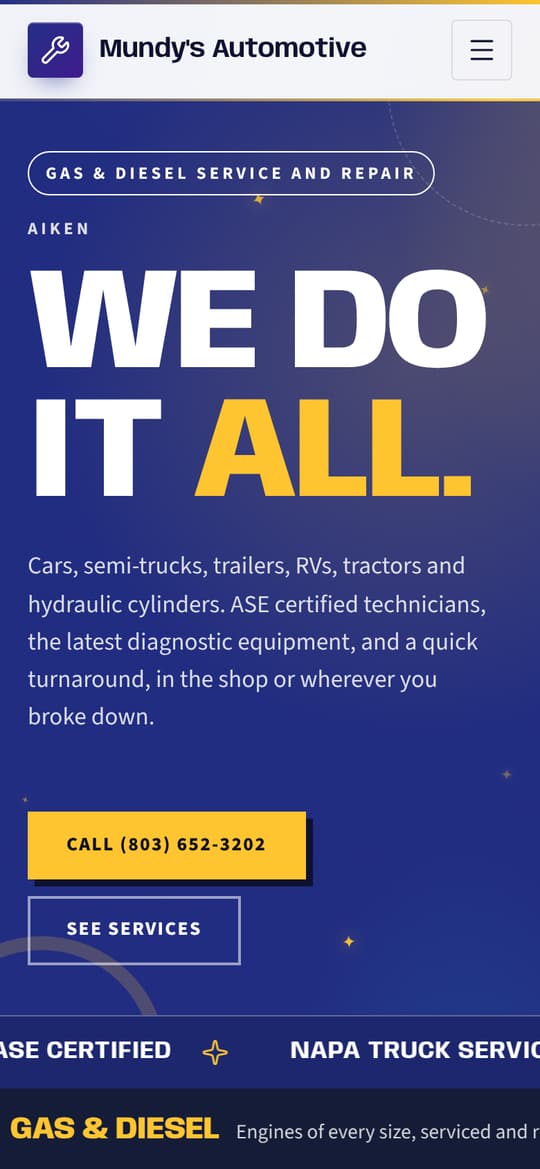 Mundy's Automotive
GAS & DIESEL SERVICE AND REPAIR
AIKEN
WE DO
IT ALL.
Cars, semi-trucks, trailers, RVs, tractors and
hydraulic cylinders. ASE certified technicians,
the latest diagnostic equipment, and a quick
turnaround, in the shop or wherever you
broke down.
CALL (803) 652-3202
SEE SERVICES
ASE CERTIFIED NAPA TRUCK
GAS & DIESEL Engines of every size, serviced and